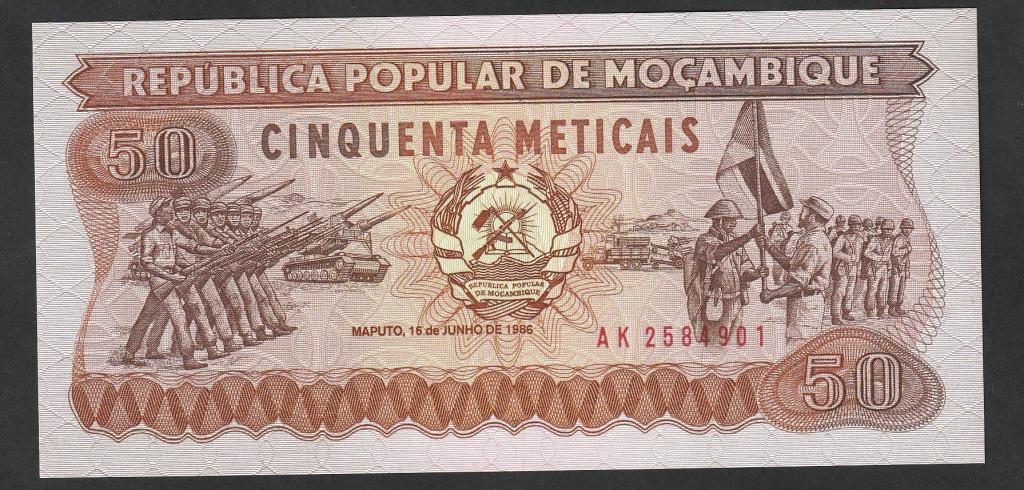 REPÚBLICA POPULAR DE MOÇAMBIQUE
50
CINQUENTA METICAIS
REPUBLICA POPULAR
DE MOÇAMBIQUE
MAPUTO, 16 de JUNHO DE 1986
AK 2584901
50